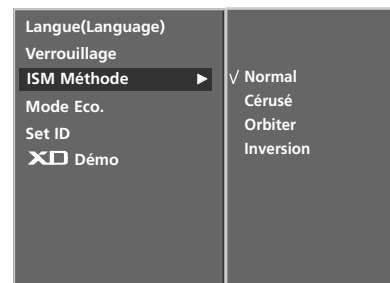 Langue(Language)
Verrouillage
ISM Méthode ►
Mode Eco.
Set ID
XD Démo
√ Normal
Cérusé
Orbiter
Inversion